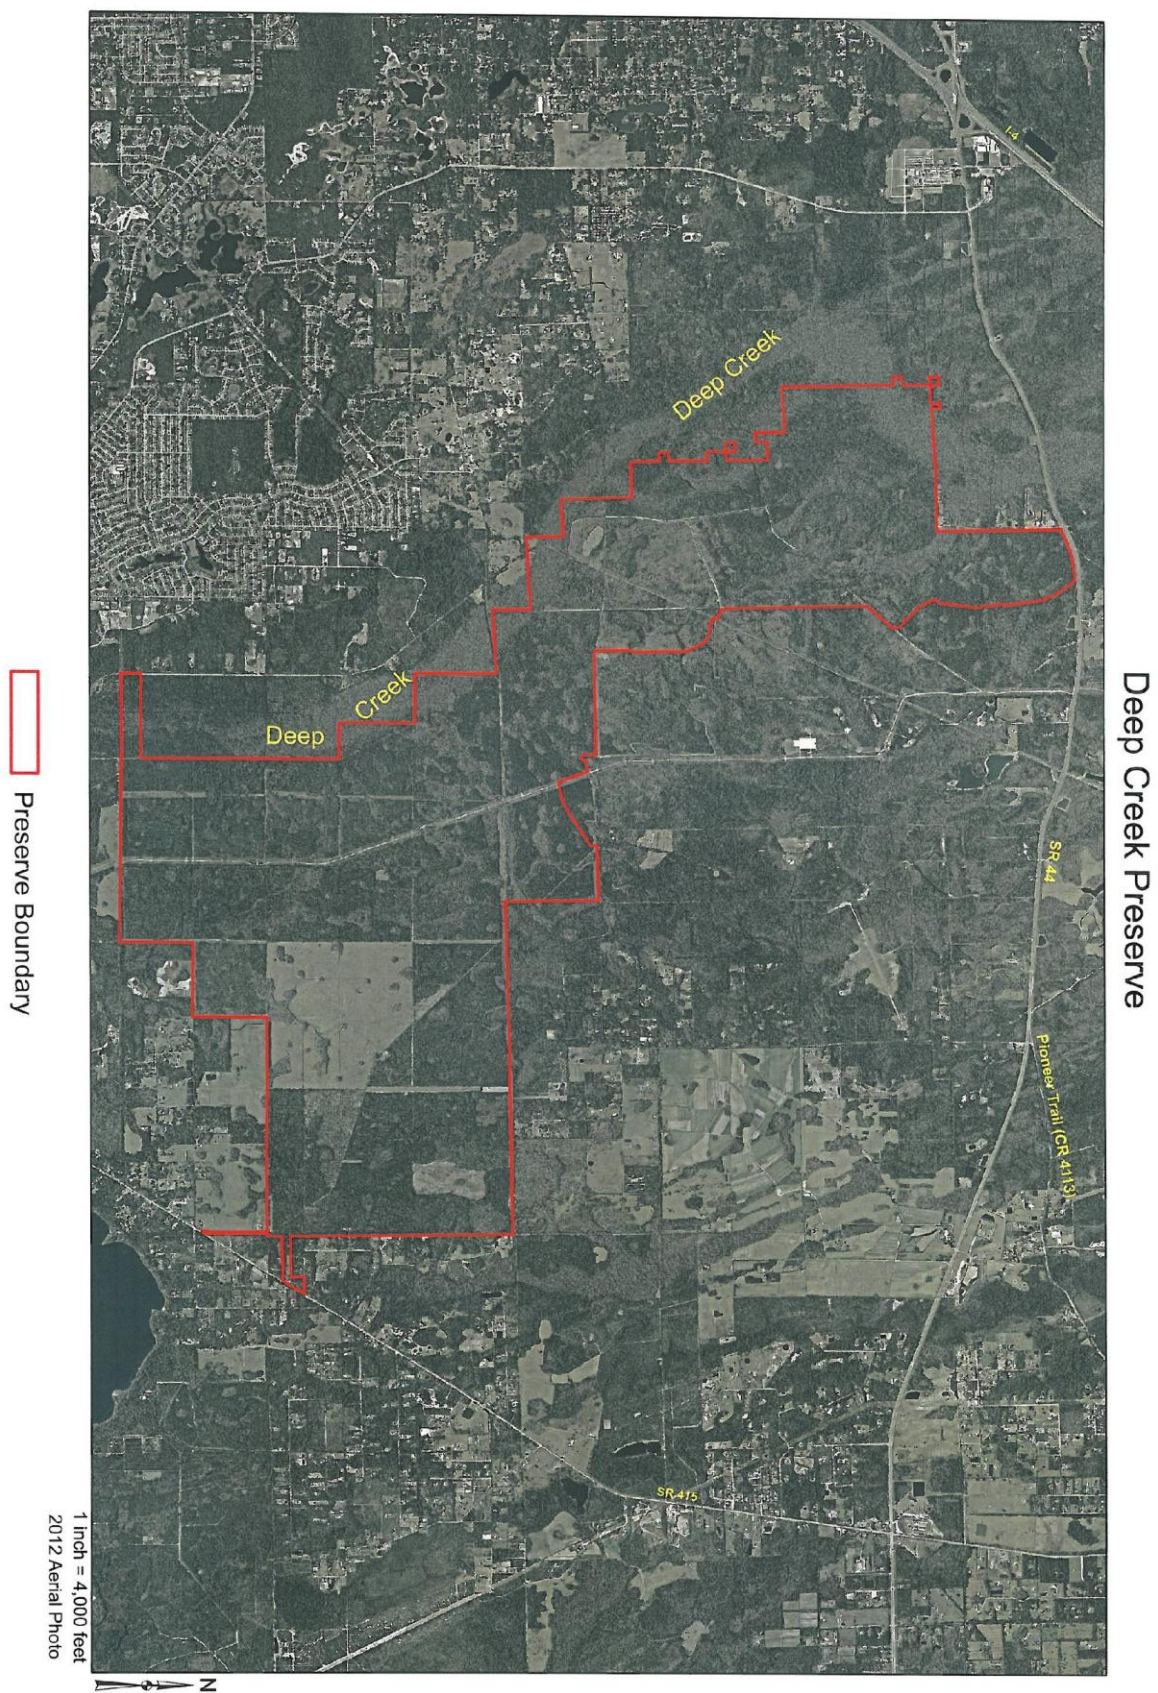 Deep Creek Preserve
I-4
SR 44
Pioneer Trail (CR 4113)
Deep Creek
Creek
Deep
SR 415
Preserve Boundary
1 inch = 4,000 feet
2012 Aerial Photo
N